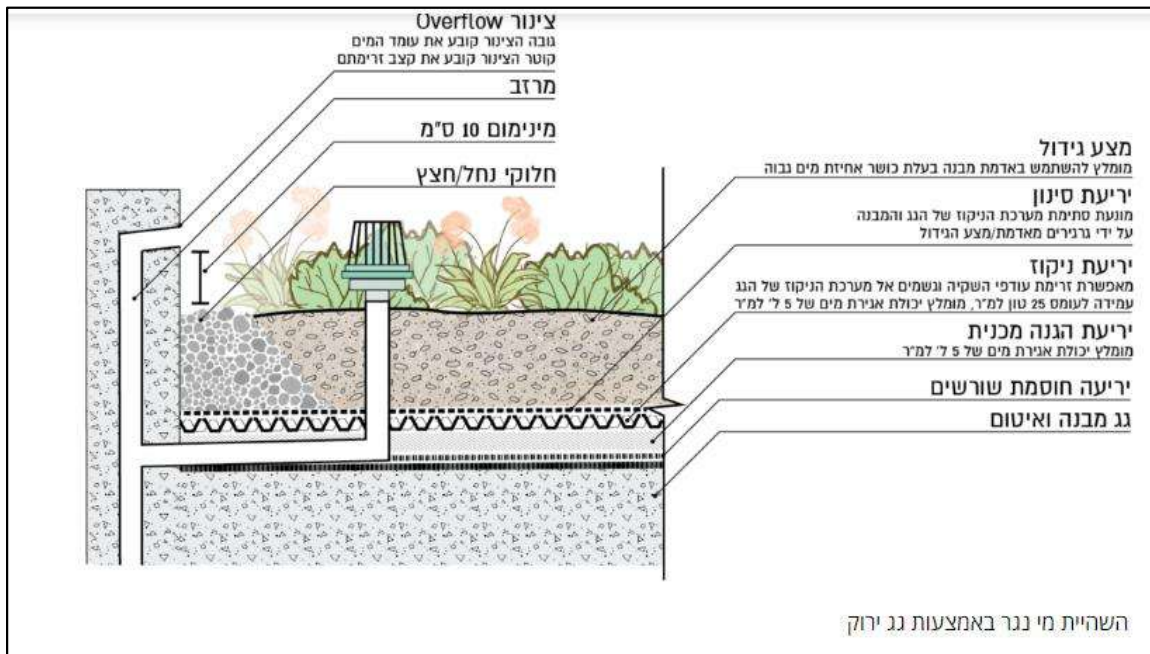 צינור Overflow
גובה הצינור קובע את עומד המים
קוטר הצינור קובע את קצב זרימתם
מרזב
מינימום 10 ס"מ
חלוקי נחל/חצץ
מצע גידול
מומלץ להשתמש באדמת מבנה בעלת כושר אחיזת מים גבוה
יריעת סינון
מונעת סתימת מערכת הניקוז של הגג והמבנה
על ידי גרגירים מאדמת/מצע הגידול
יריעת ניקוז
מאפשרת זרימת עודפי השקיה וגשמים אל מערכת הניקוז של הגג
עמידה לעומס 25 טון למ"ר, מומלץ יכולת אגירת מים של 5 ל' למ"ר
יריעת הגנה מכנית
מומלץ יכולת אגירת מים של 5 ל' למ"ר
יריעה חוסמת שורשים
גג מבנה ואיטום
השהיית מי נגר באמצעות גג ירוק